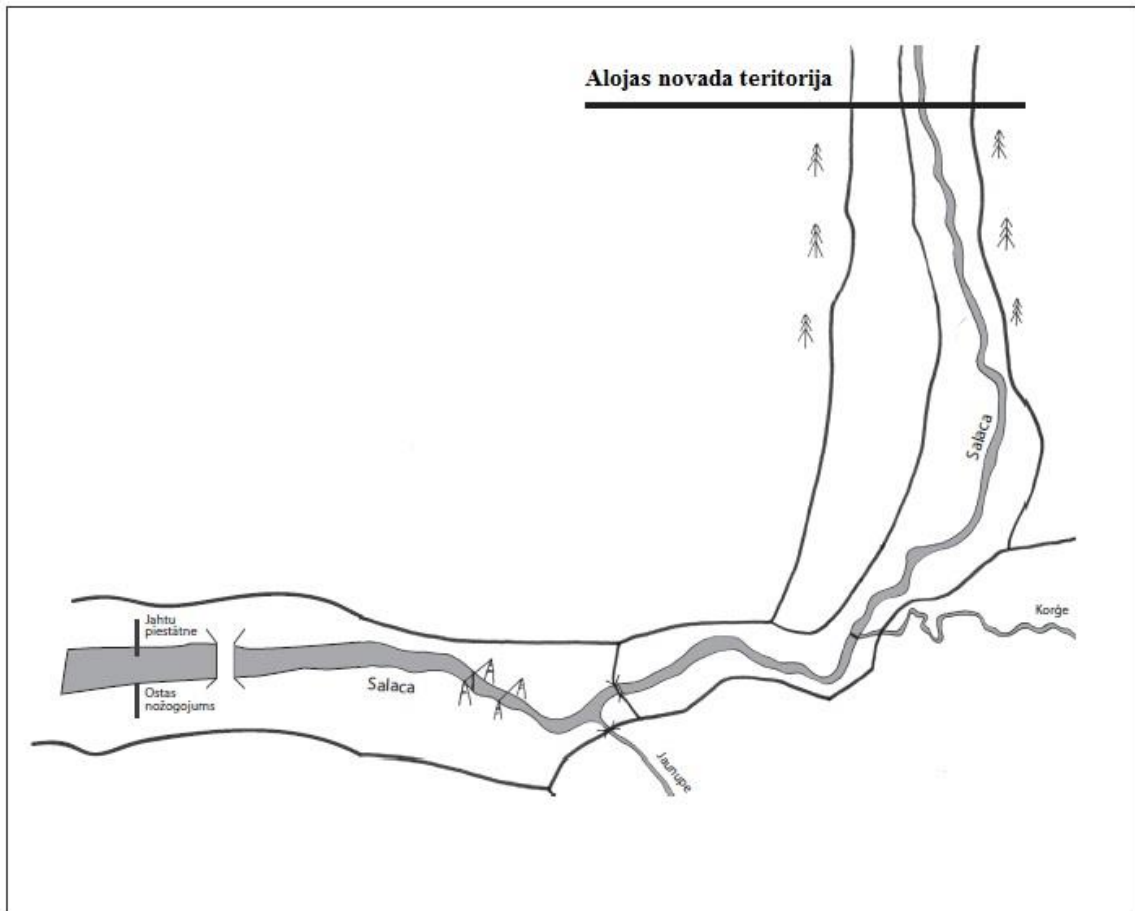 Alojas novada teritorija
Salaca
Korģe
Jahtu
piestātne
Salaca
Ostas
nožogojums
Jaunupe